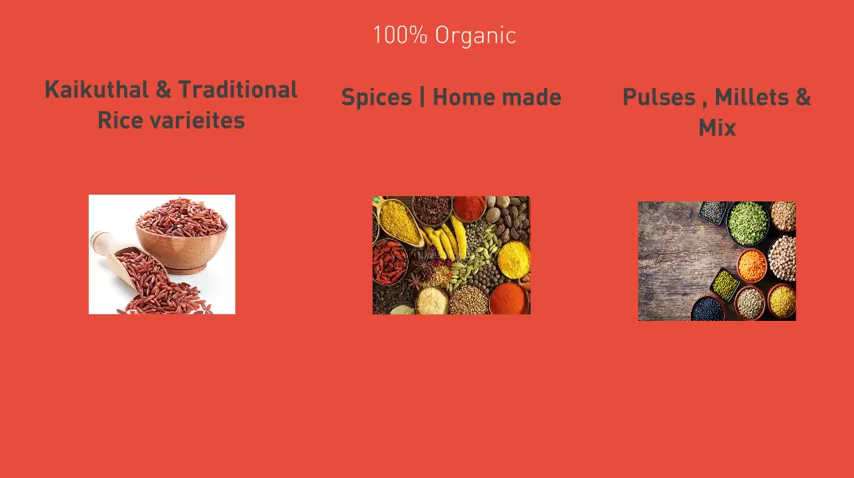 100% Organic
Kaikuthal & Traditional
Rice varieites
Spices | Home made
Pulses , Millets &
Mix